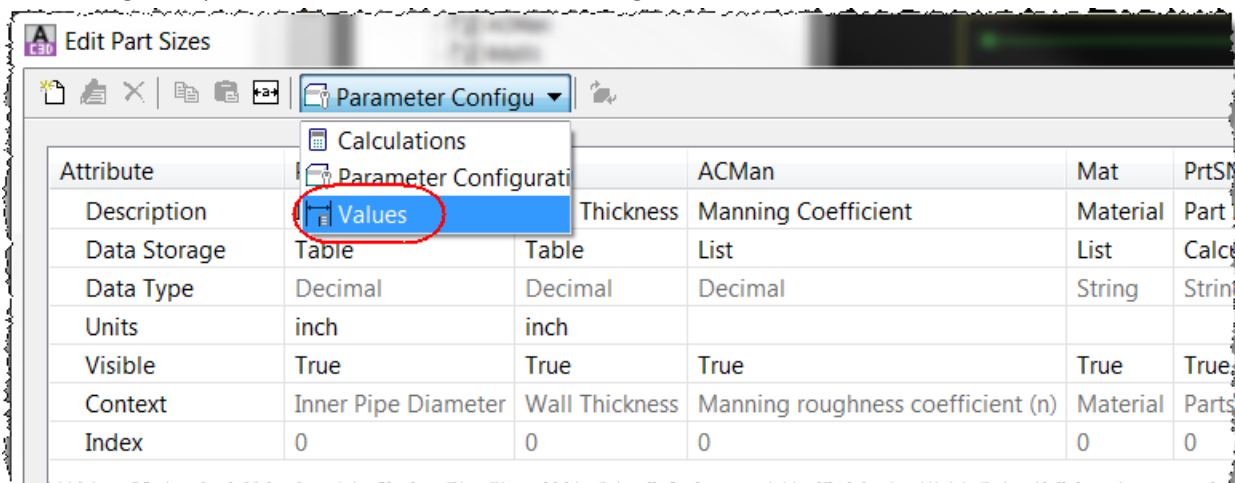 Edit Part Sizes
Parameter Configu
Calculations
Parameter Configurati
Values
Attribute ACMan Mat
Description Thickness Manning Coefficient Material Part
Data Storage Table Table List List
Data Type Decimal Decimal Decimal String
Units inch inch
Visible True True True True True
Context Inner Pipe Diameter Wall Thickness Manning roughness coefficient (n) Material Parts
Index 0 0 0 0 0